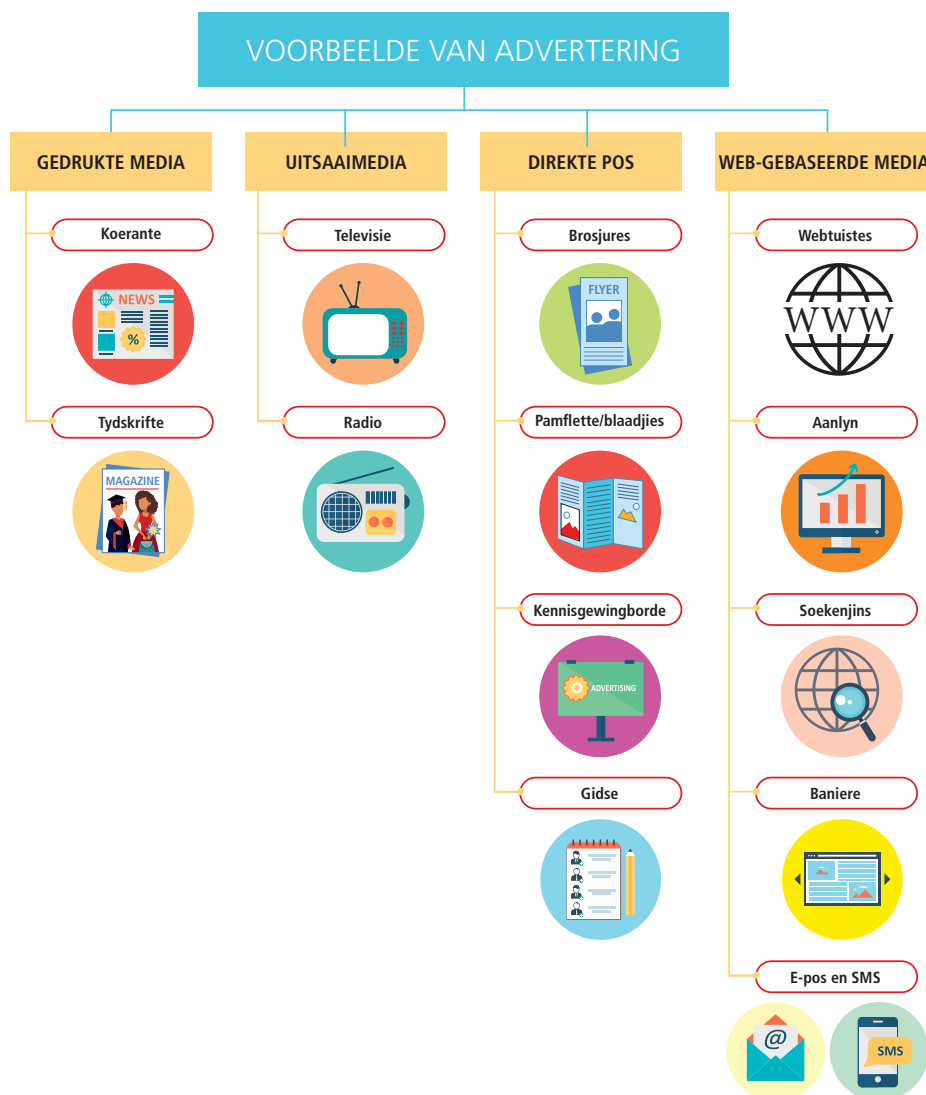 VOORBEELDE VAN ADVERTERING
GEDRUKTE MEDIA
Koerante
NEWS
%
Tydskrifte
MAGAZINE
UITSAAIMEDIA
Televisie
Radio
DIREKTE POS
Brosjures
FLYER
Pamflette/blaadjies
Kennisgewingborde
ADVERTISING
Gidse
WEB-GEBASEERDE MEDIA
Webtuistes
WWW
Aanlyn
Soekenjins
Baniere
E-pos en SMS
@
SMS